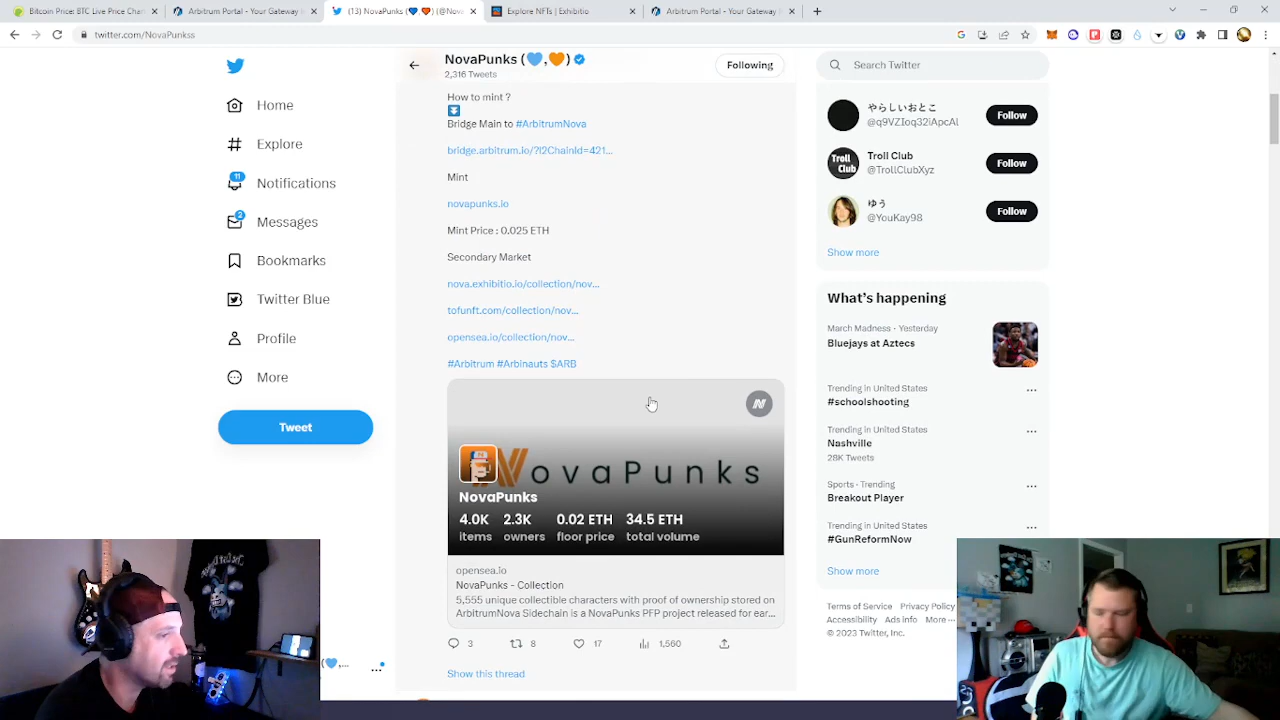 Bitcoin Price: BTC Live Price Chan
Arbitrum Portal - Your Gateway
(13) NovaPunks (💙,🧡) (@Nova
Explore NFTs | Exhibitio
Arbitrum Portal - Your Gateway
twitter.com/NovaPunkss
Home
Explore
11
Notifications
2
Messages
Bookmarks
Twitter Blue
Profile
More
Tweet
NovaPunks (💙,🧡)
2,316 Tweets
Following
How to mint ?
Bridge Main to #ArbitrumNova
bridge.arbitrum.io/?l2ChainId=421...
Mint
novapunks.io
Mint Price : 0.025 ETH
Secondary Market
nova.exhibitio.io/collection/nov...
tofunft.com/collection/nov...
opensea.io/collection/nov...
#Arbitrum #Arbinauts $ARB
NovaPunks
NovaPunks
4.0K 2.3K 0.02 ETH 34.5 ETH
items owners floor price total volume
opensea.io
NovaPunks - Collection
5,555 unique collectible characters with proof of ownership stored on
ArbitrumNova Sidechain is a NovaPunks PFP project released for ear...
3 8 17 1,560
Show this thread
Search Twitter
やらしいおとこ
@q9VZIoq32iApcAl
Follow
Troll Club
Troll Club
@TrollClubXyz
Follow
ゆう
@YouKay98
Follow
Show more
What's happening
March Madness · Yesterday
Bluejays at Aztecs
Trending in United States
#schoolshooting
Trending in United States
Nashville
28K Tweets
Sports · Trending
Breakout Player
Trending in United States
#GunReformNow
Show more
Terms of Service Privacy Policy
Accessibility Ads info More ...
© 2023 Twitter, Inc.
(💙,...